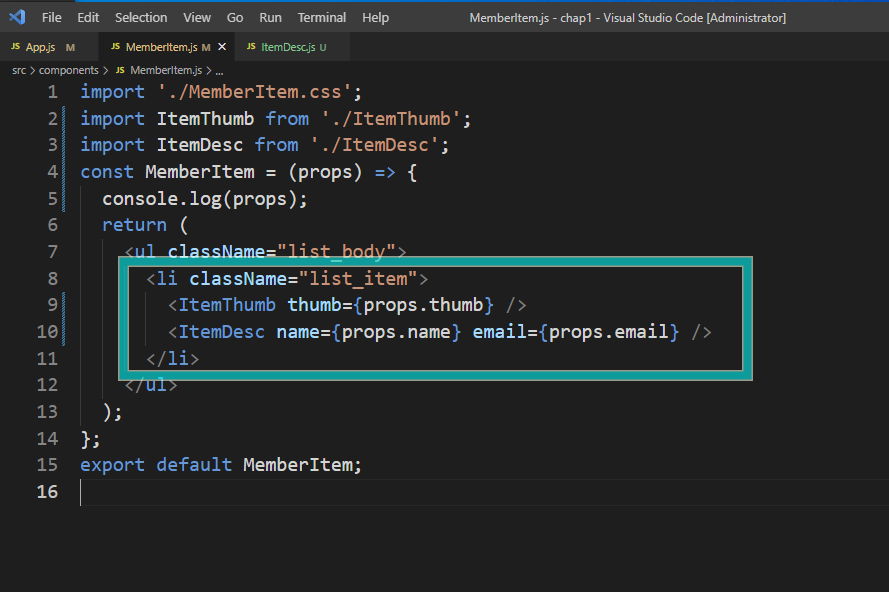 File Edit Selection View Go Run Terminal Help MemberItem.js - chap1 - Visual Studio Code [Administrator]
JS App.js M JS MemberItem.js M × JS ItemDesc.js U
src > components > JS MemberItem.js > ...
1 import './MemberItem.css';
2 import ItemThumb from './ItemThumb';
3 import ItemDesc from './ItemDesc';
4 const MemberItem = (props) => {
5 console.log(props);
6 return (
7 <ul className="list_body">
8 <li className="list_item">
9 <ItemThumb thumb={props.thumb} />
10 <ItemDesc name={props.name} email={props.email} />
11 </li>
12 </ul>
13 );
14 };
15 export default MemberItem;
16